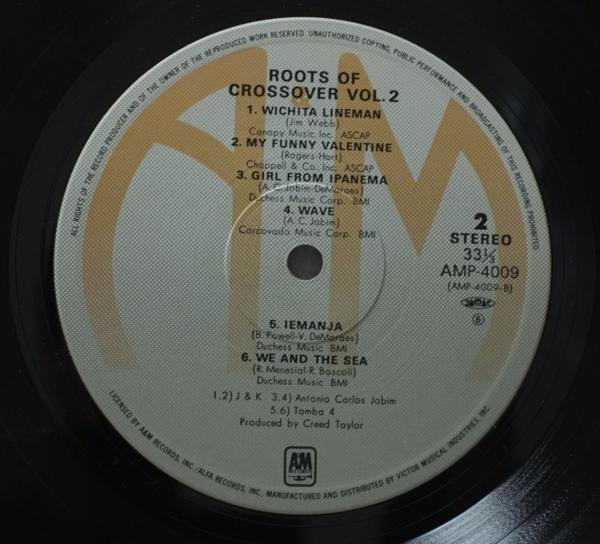 ALL RIGHTS OF THE RECORD PRODUCER AND OF THE OWNER OF THE REPRODUCED WORK RESERVED. UNAUTHORIZED COPYING, PUBLIC PERFORMANCE AND BROADCASTING OF THIS RECORD PROHIBITED.
ROOTS OF
CROSSOVER VOL.2
1. WICHITA LINEMAN
(Jim Webb)
Canopy Music. Inc. ASCAP
2. MY FUNNY VALENTINE
(Rogers-Hart)
Chappell & Co., Inc. ASCAP
3. GIRL FROM IPANEMA
(A.C. Jobim-DeMoraes)
Duchess Music Corp. BMI
4. WAVE
(A.C. Jobim)
Corcovado Music Corp. BMI
2
STEREO
33⅓
AMP-4009
(AMP-4009-B)
5. IEMANJA
(B. Powell-V. DeMoraes)
Duchess Music BMI
6. WE AND THE SEA
(R. Menesial-R. Boscoli)
Duchess Music BMI
1.2) J & K 3.4) Antonio Carlos Jobim
5.6) Tamba 4
Produced by Creed Taylor
A&M
RECORDS
LICENSED BY A&M RECORDS, INC./ALFA RECORDS, INC., MANUFACTURED AND DISTRIBUTED BY VICTOR MUSICAL INDUSTRIES, INC.